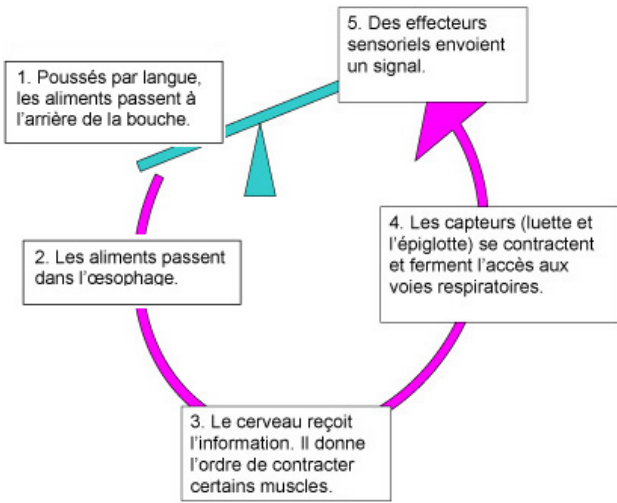 1. Poussés par langue,
les aliments passent à
l'arrière de la bouche.
2. Les aliments passent
dans l'œsophage.
3. Le cerveau reçoit
l'information. Il donne
l'ordre de contracter
certains muscles.
4. Les capteurs (luette et
l'épiglotte) se contractent
et ferment l'accès aux
voies respiratoires.
5. Des effecteurs
sensoriels envoient
un signal.